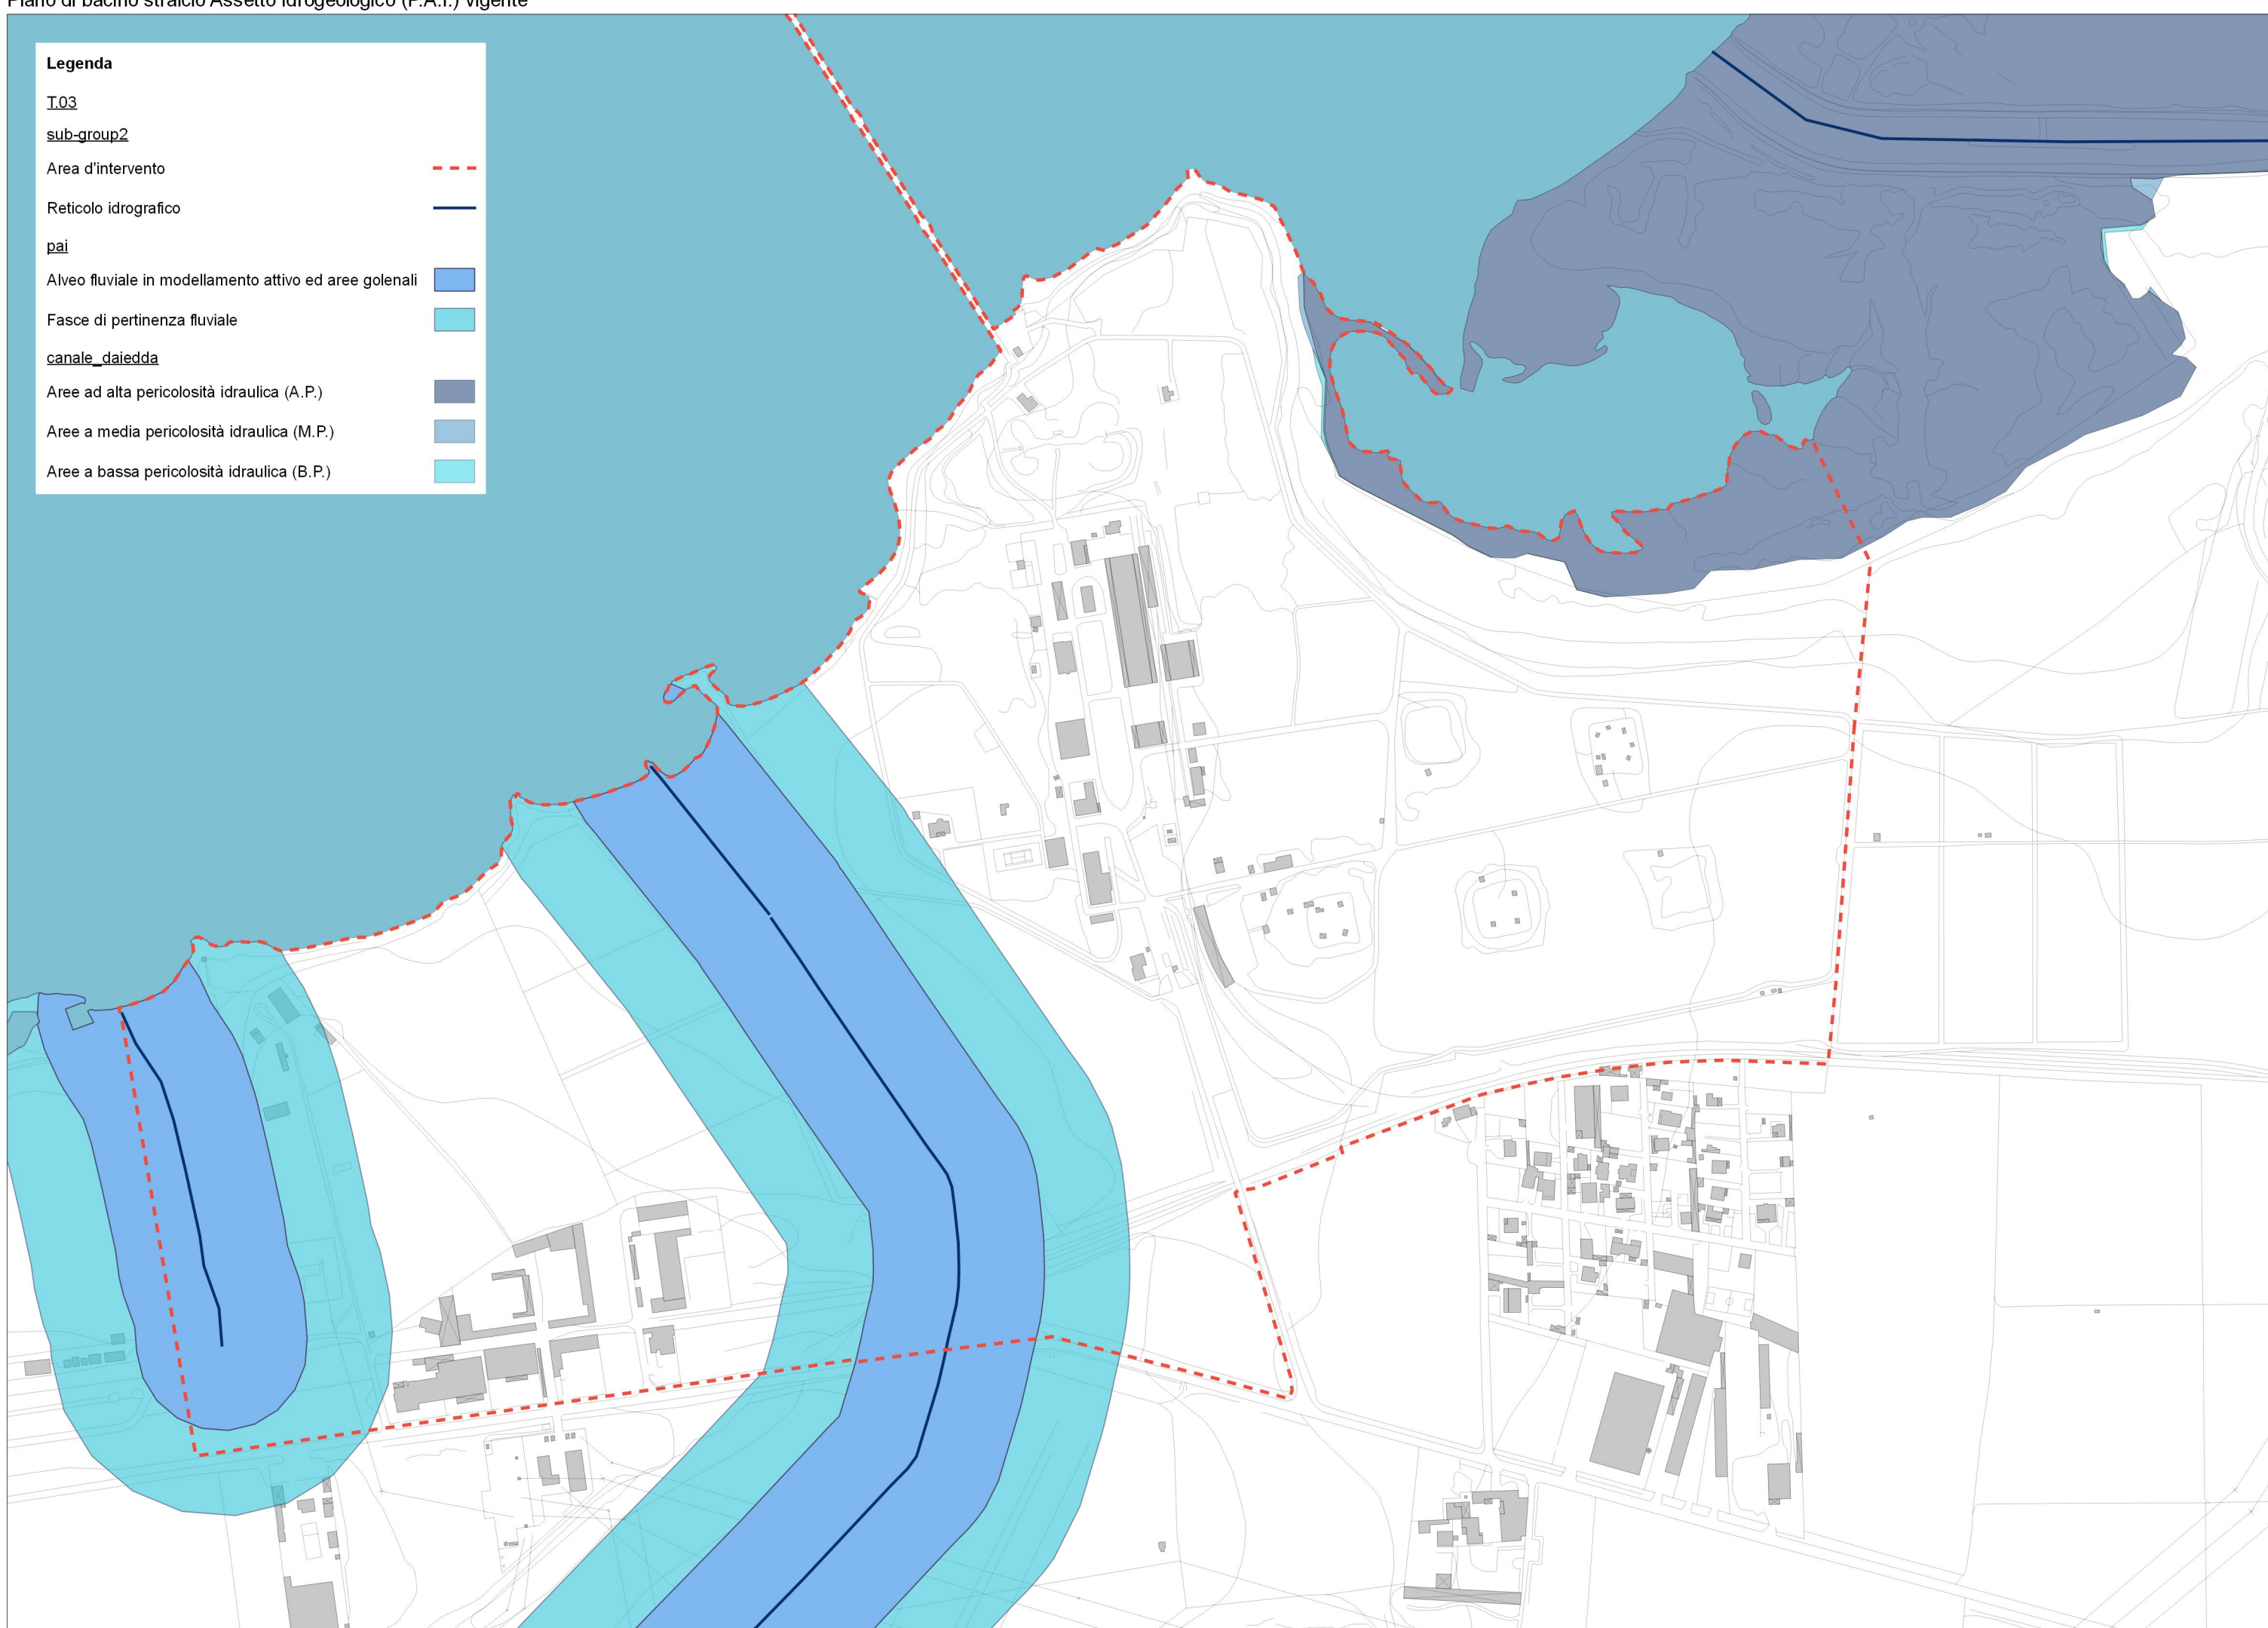 Piano di bacino stralcio Assetto Idrogeologico (P.A.I.) vigente
Legenda
T.03
sub-group2
Area d'intervento
Reticolo idrografico
pai
Alveo fluviale in modellamento attivo ed aree golenali
Fasce di pertinenza fluviale
canale_daiedda
Aree ad alta pericolosità idraulica (A.P.)
Aree a media pericolosità idraulica (M.P.)
Aree a bassa pericolosità idraulica (B.P.)